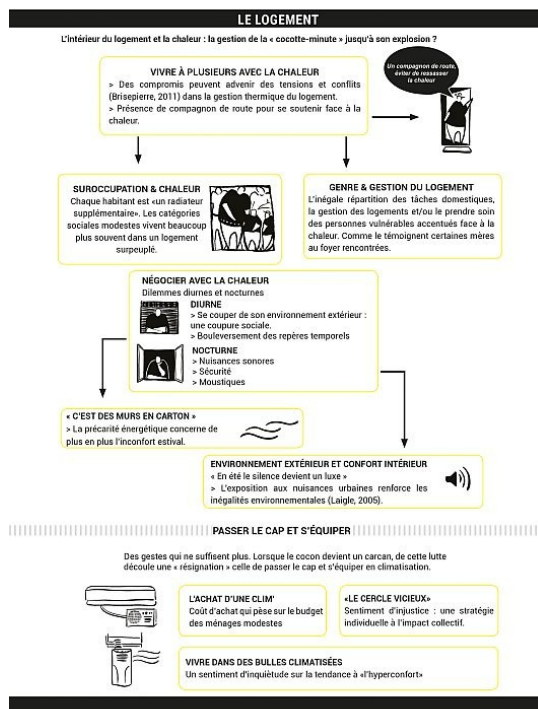 LE LOGEMENT
L'intérieur du logement et la chaleur : la gestion de la « cocotte-minute » jusqu'à son explosion ?
VIVRE À PLUSIEURS AVEC LA CHALEUR
> Des compromis peuvent advenir des tensions et conflits
(Brisepierre, 2011) dans la gestion thermique du logement.
> Présence de compagnon de route pour se soutenir face à la
chaleur.
Un compagnon de route,
éviter de ressasser
la chaleur
SUROCCUPATION & CHALEUR
Chaque habitant est «un radiateur
supplémentaire». Les catégories
sociales modestes vivent beaucoup
plus souvent dans un logement
surpeuplé.
GENRE & GESTION DU LOGEMENT
L'inégale répartition des tâches domestiques,
la gestion des logements et/ou le prendre soin
des personnes vulnérables accentués face à la
chaleur. Comme le témoignent certaines mères
au foyer rencontrées.
NÉGOCIER AVEC LA CHALEUR
Dilemmes diurnes et nocturnes
DIURNE
> Se couper de son environnement extérieur :
une coupure sociale.
> Bouleversement des repères temporels
NOCTURNE
> Nuisances sonores
> Sécurité
> Moustiques
« C'EST DES MURS EN CARTON »
> La précarité énergétique concerne de
plus en plus l'inconfort estival.
ENVIRONNEMENT EXTÉRIEUR ET CONFORT INTÉRIEUR
« En été le silence devient un luxe »
> L'exposition aux nuisances urbaines renforce les
inégalités environnementales (Laigle, 2005).
PASSER LE CAP ET S'ÉQUIPER
Des gestes qui ne suffisent plus. Lorsque le cocon devient un carcan, de cette lutte
découle une « résignation » celle de passer le cap et s'équiper en climatisation.
L'ACHAT D'UNE CLIM'
Coût d'achat qui pèse sur le budget
des ménages modestes
«LE CERCLE VICIEUX»
Sentiment d'injustice : une stratégie
individuelle à l'impact collectif.
VIVRE DANS DES BULLES CLIMATISÉES
Un sentiment d'inquiètude sur la tendance à «l'hyperconfort»